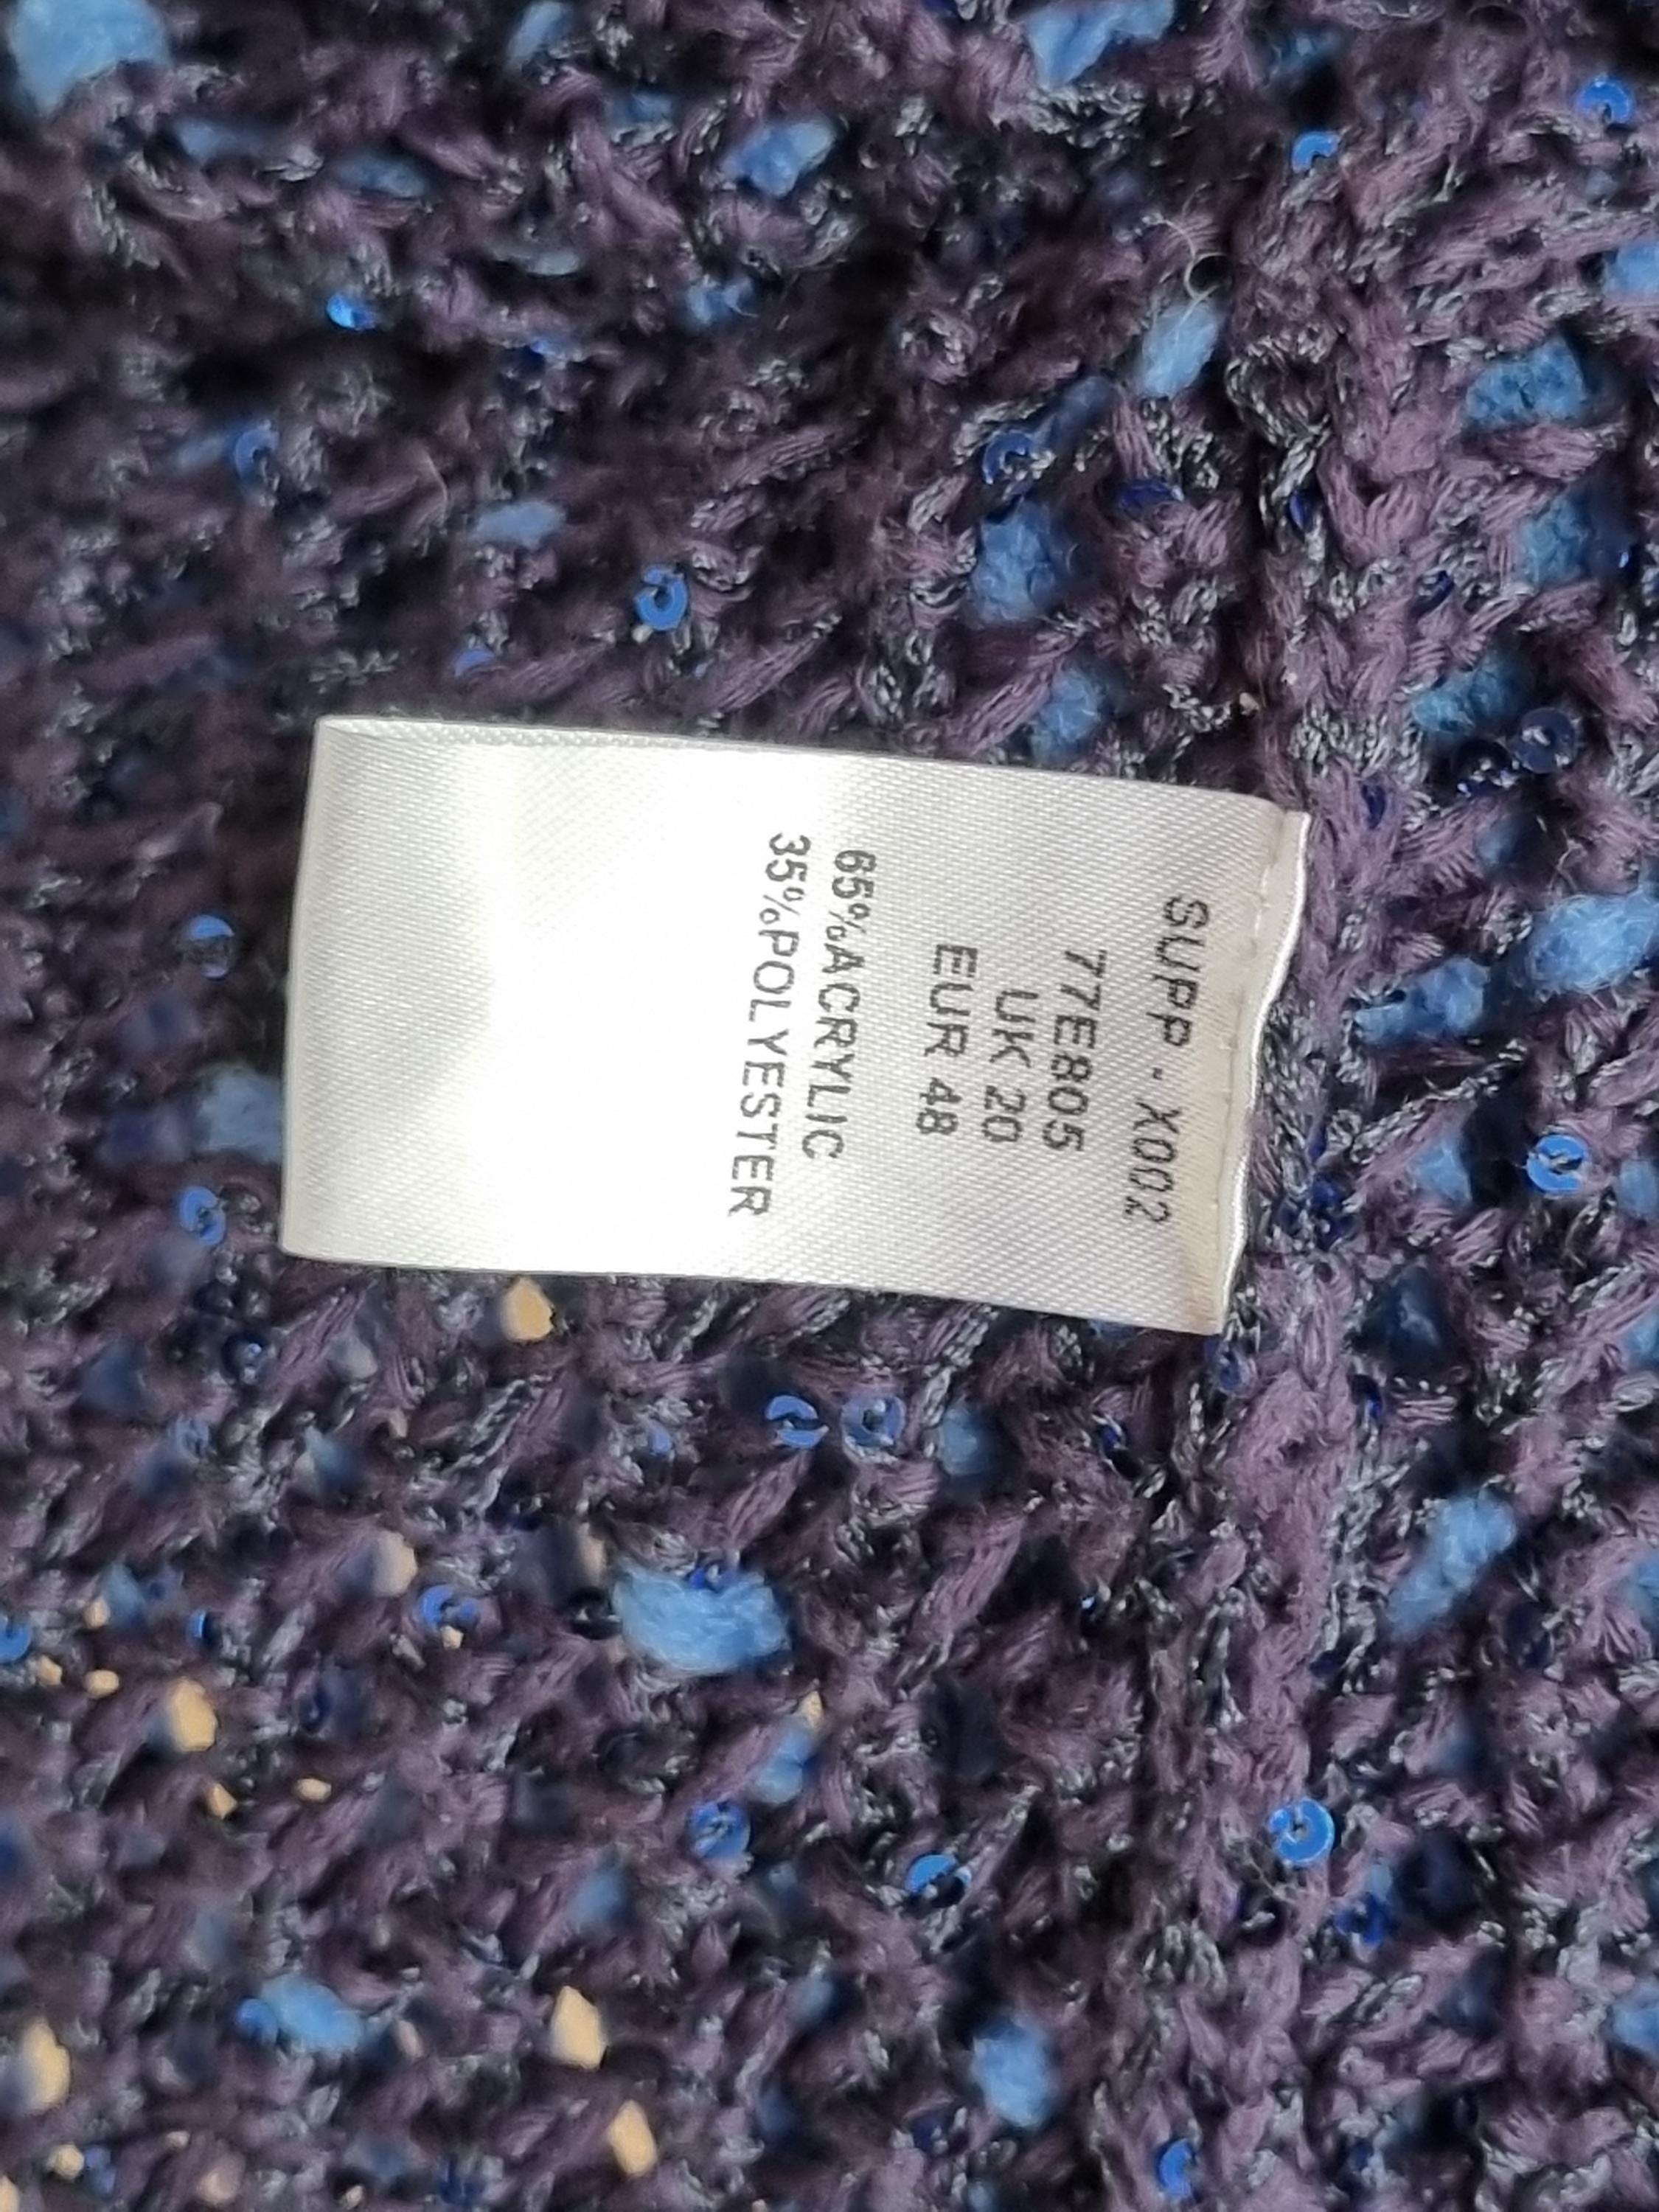 SUPP - X002
77E805
UK 20
EUR 48
65%ACRYLIC
35%POLYESTER